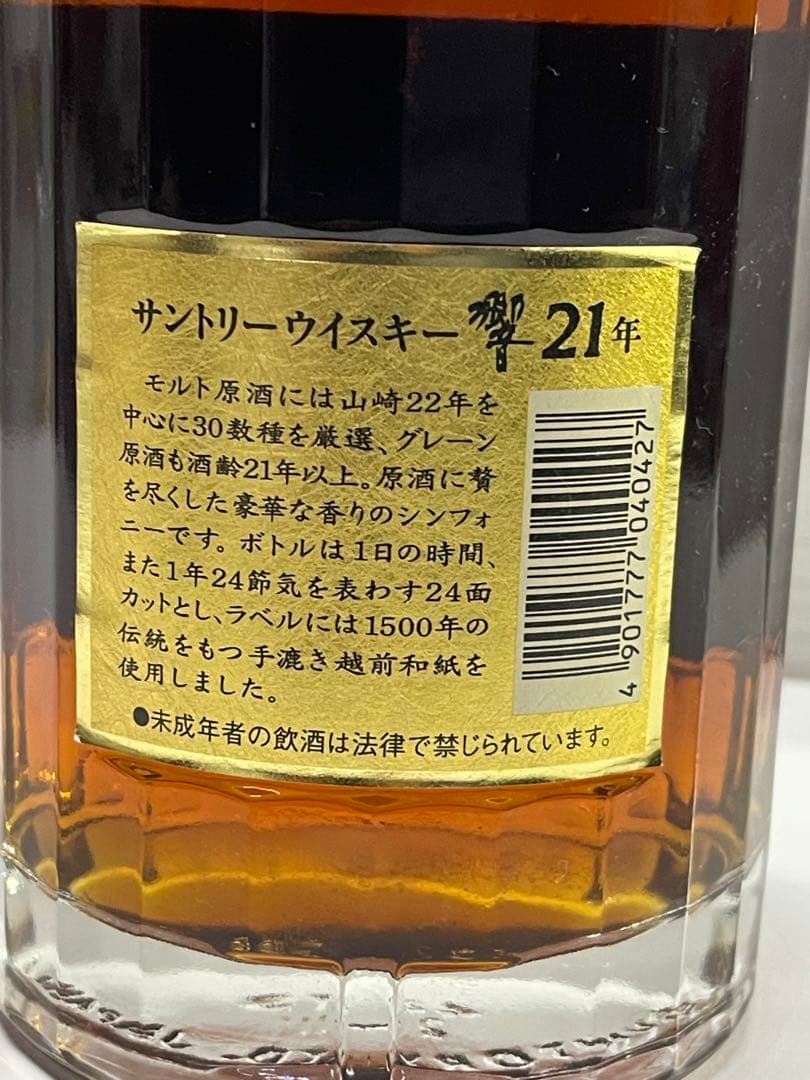 サントリーウイスキー 響 21年
モルト原酒には山崎22年を
中心に30数種を厳選、グレーン
原酒も酒齢21年以上。原酒に贅
を尽くした豪華な香りのシンフォ
ニーです。ボトルは1日の時間、
また1年24節気を表わす24面
カットとし、ラベルには1500年の
伝統をもつ手漉き越前和紙を
使用しました。
●未成年者の飲酒は法律で禁じられています。
4 901777 040427